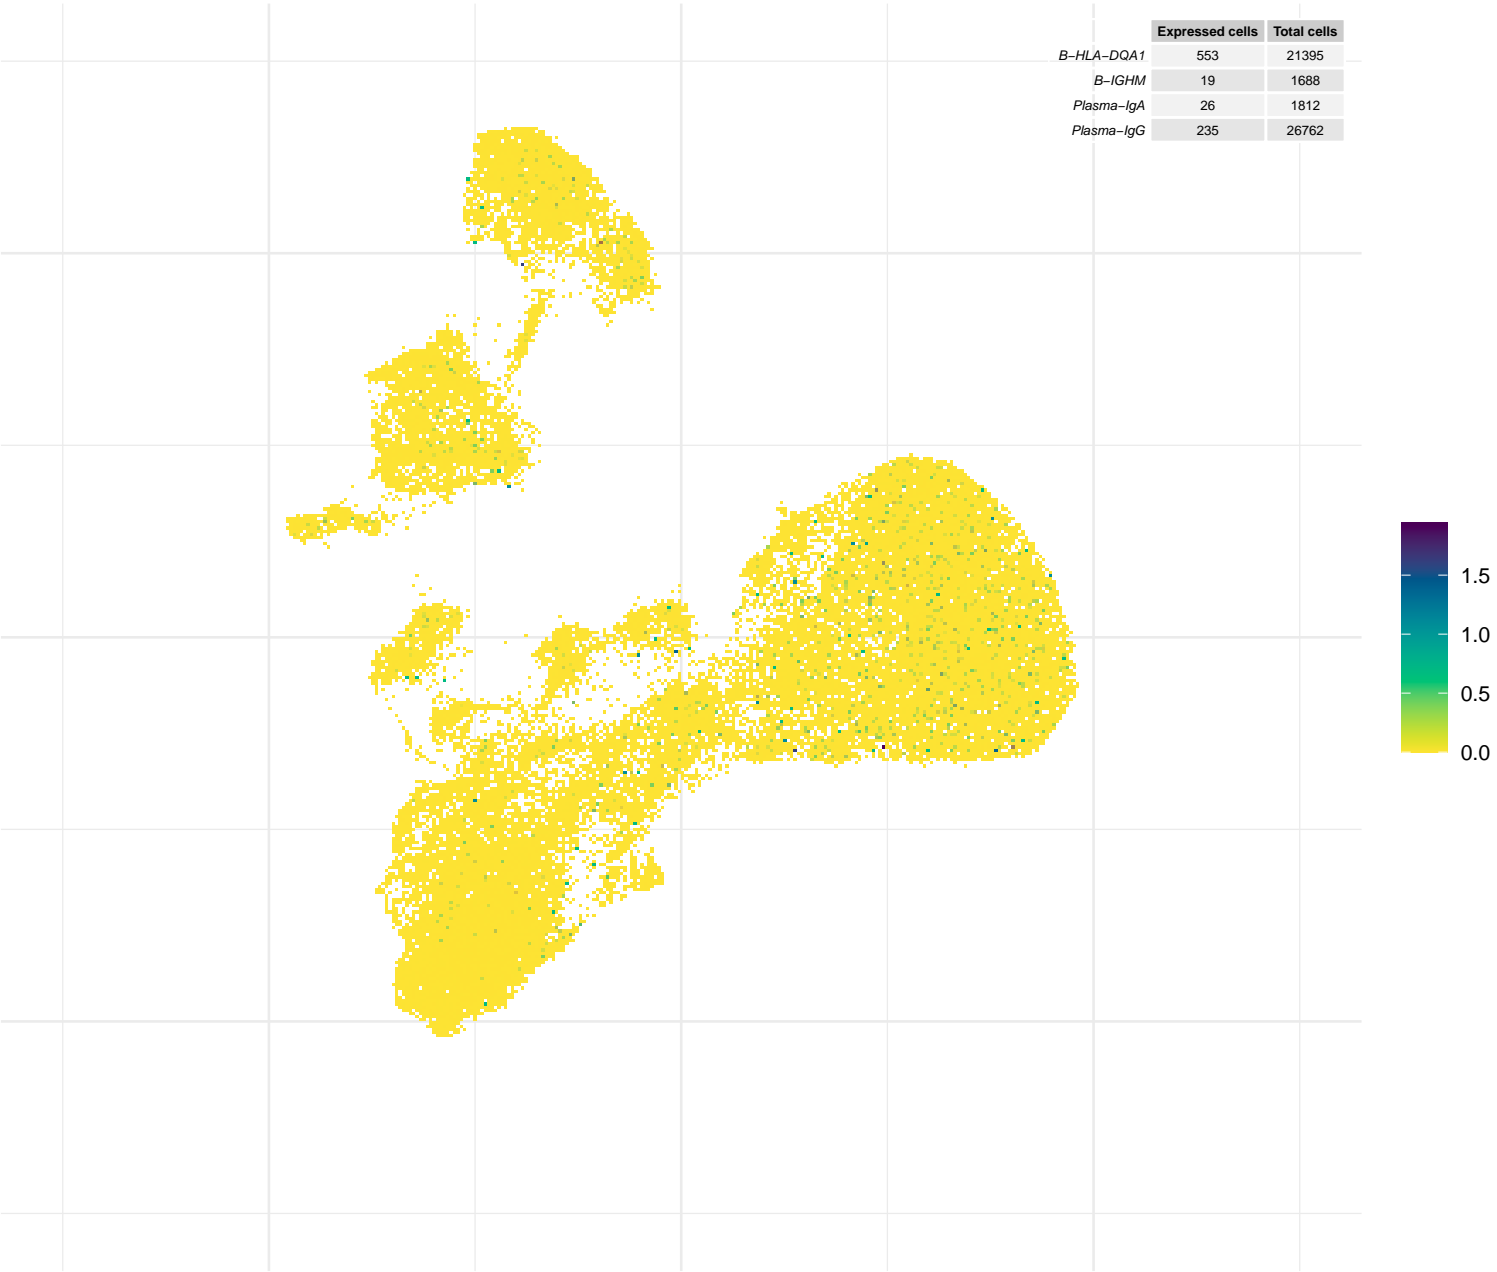 Expressed cells Total cells
B−HLA−DQA1 553 21395
B−IGHM 19 1688
Plasma−IgA 26 1812
Plasma−IgG 235 26762
1.5
1.0
0.5
0.0